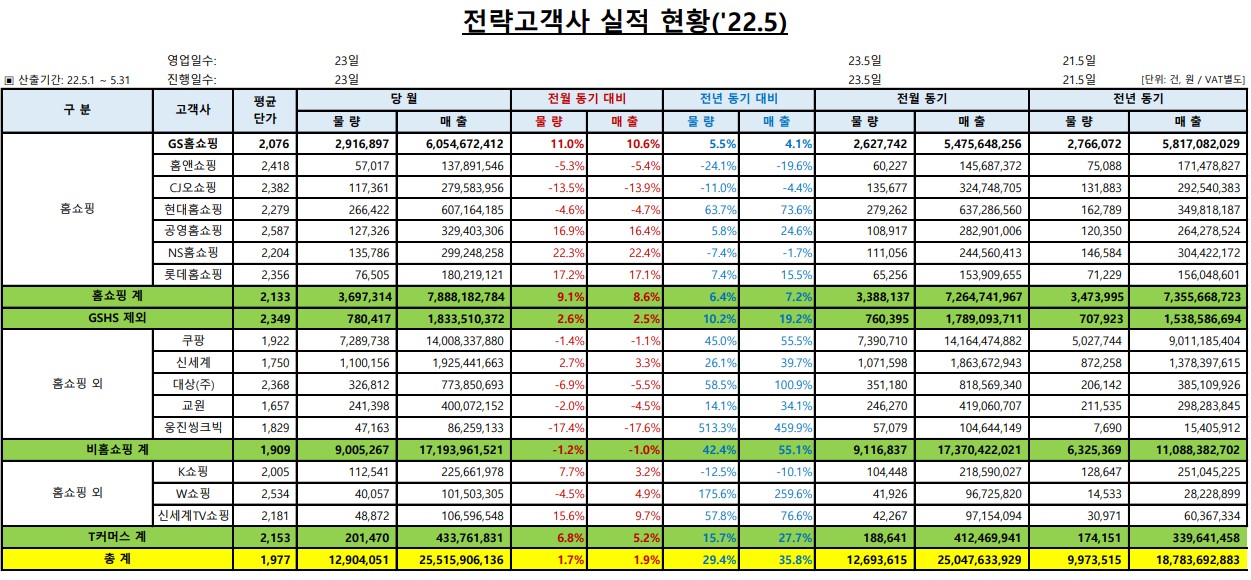 전략고객사 실적 현황('22.5)
영업일수: 23일 23.5일 21.5일
▣ 산출기간: 22.5.1 ~ 5.31 진행일수: 23일 23.5일 21.5일 [단위: 건, 원 / VAT별도]
구 분 고객사 평균 단가 당 월 전월 동기 대비 전년 동기 대비 전월 동기 전년 동기
물 량 매 출 물 량 매 출 물 량 매 출 물 량 매 출 물 량 매 출
GS홈쇼핑 2,076 2,916,897 6,054,672,412 11.0% 10.6% 5.5% 4.1% 2,627,742 5,475,648,256 2,766,072 5,817,082,029
홈앤쇼핑 2,418 57,017 137,891,546 -5.3% -5.4% -24.1% -19.6% 60,227 145,687,372 75,088 171,478,827
CJ오쇼핑 2,382 117,361 279,583,956 -13.5% -13.9% -11.0% -4.4% 135,677 324,748,705 131,883 292,540,383
홈쇼핑 현대홈쇼핑 2,279 266,422 607,164,185 -4.6% -4.7% 63.7% 73.6% 279,262 637,286,560 162,789 349,818,187
공영홈쇼핑 2,587 127,326 329,403,306 16.9% 16.4% 5.8% 24.6% 108,917 282,901,006 120,350 264,278,524
NS홈쇼핑 2,204 135,786 299,248,258 22.3% 22.4% -7.4% -1.7% 111,056 244,560,413 146,584 304,422,172
롯데홈쇼핑 2,356 76,505 180,219,121 17.2% 17.1% 7.4% 15.5% 65,256 153,909,655 71,229 156,048,601
홈쇼핑 계 2,133 3,697,314 7,888,182,784 9.1% 8.6% 6.4% 7.2% 3,388,137 7,264,741,967 3,473,995 7,355,668,723
GSHS 제외 2,349 780,417 1,833,510,372 2.6% 2.5% 10.2% 19.2% 760,395 1,789,093,711 707,923 1,538,586,694
쿠팡 1,922 7,289,738 14,008,337,880 -1.4% -1.1% 45.0% 55.5% 7,390,710 14,164,474,882 5,027,744 9,011,185,404
신세계 1,750 1,100,156 1,925,441,663 2.7% 3.3% 26.1% 39.7% 1,071,598 1,863,672,943 872,258 1,378,397,615
홈쇼핑 외 대상(주) 2,368 326,812 773,850,693 -6.9% -5.5% 58.5% 100.9% 351,180 818,569,340 206,142 385,109,926
교원 1,657 241,398 400,072,152 -2.0% -4.5% 14.1% 34.1% 246,270 419,060,707 211,535 298,283,845
웅진씽크빅 1,829 47,163 86,259,133 -17.4% -17.6% 513.3% 459.9% 57,079 104,644,149 7,690 15,405,912
비홈쇼핑 계 1,909 9,005,267 17,193,961,521 -1.2% -1.0% 42.4% 55.1% 9,116,837 17,370,422,021 6,325,369 11,088,382,702
K쇼핑 2,005 112,541 225,661,978 7.7% 3.2% -12.5% -10.1% 104,448 218,590,027 128,647 251,045,225
홈쇼핑 외 W쇼핑 2,534 40,057 101,503,305 -4.5% 4.9% 175.6% 259.6% 41,926 96,725,820 14,533 28,228,899
신세계TV쇼핑 2,181 48,872 106,596,548 15.6% 9.7% 57.8% 76.6% 42,267 97,154,094 30,971 60,367,334
T커머스 계 2,153 201,470 433,761,831 6.8% 5.2% 15.7% 27.7% 188,641 412,469,941 174,151 339,641,458
총 계 1,977 12,904,051 25,515,906,136 1.7% 1.9% 29.4% 35.8% 12,693,615 25,047,633,929 9,973,515 18,783,692,883